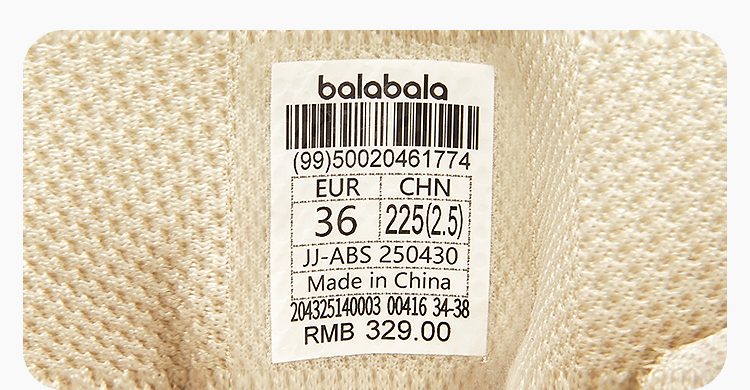 balabala
(99)50020461774
EUR CHN
36 225(2.5)
JJ-ABS 250430
Made in China
204325140003 00416 34-38
RMB 329.00